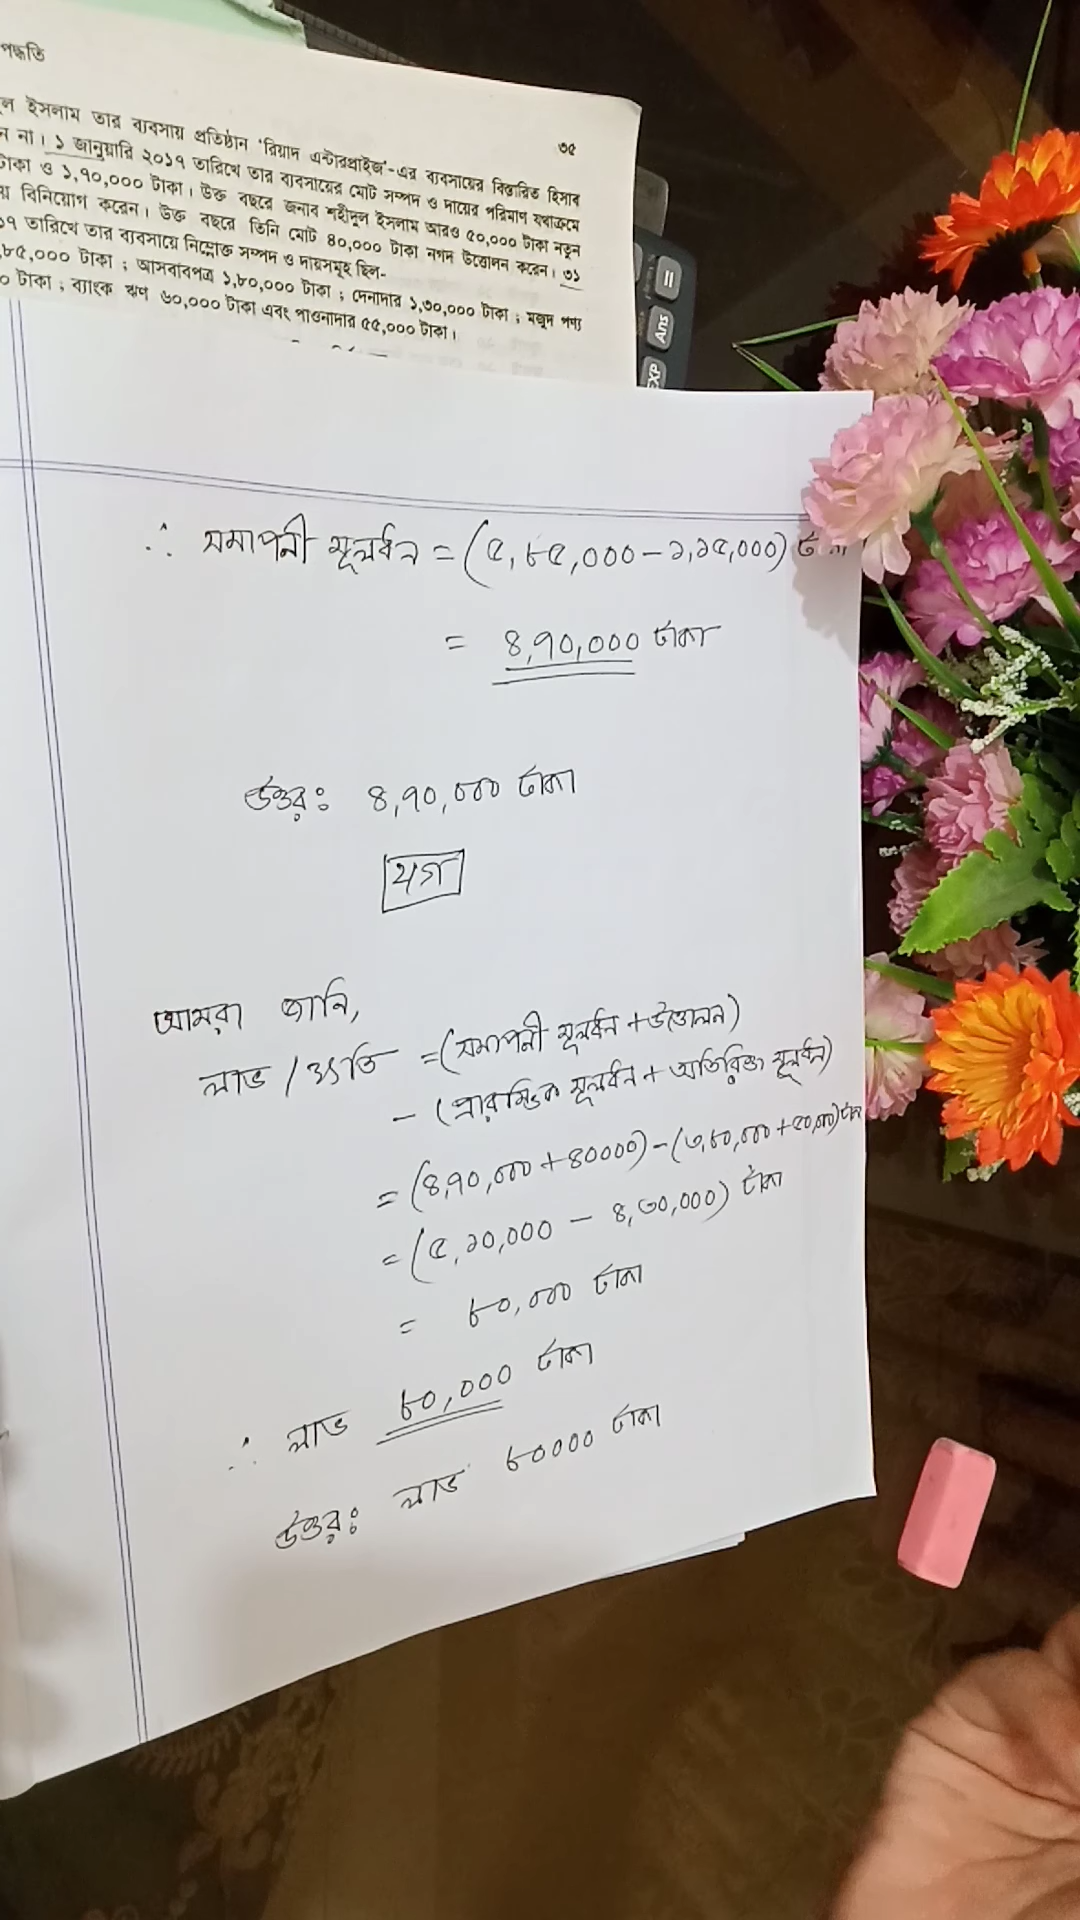 পদ্ধতি
৩৫
ল ইসলাম তার ব্যবসায় প্রতিষ্ঠান 'রিয়াদ এন্টারপ্রাইজ'-এর ব্যবসায়ের বিস্তারিত হিসাব
ন না। ১ জানুয়ারি ২০১৭ তারিখে তার ব্যবসায়ের মোট সম্পদ ও দায়ের পরিমাণ যথাক্রমে
টাকা ও ১,৭০,০০০ টাকা। উক্ত বছরে জনাব শহীদুল ইসলাম আরও ৫০,০০০ টাকা নতুন
য় বিনিয়োগ করেন। উক্ত বছরে তিনি মোট ৪০,০০০ টাকা নগদ উত্তোলন করেন। ৩১
১৭ তারিখে তার ব্যবসায়ে নিম্নোক্ত সম্পদ ও দায়সমূহ ছিল-
৮৫,০০০ টাকা ; আসবাবপত্র ১,৮০,০০০ টাকা ; দেনাদার ১,৩০,০০০ টাকা ; মজুদ পণ্য
০ টাকা ; ব্যাংক ঋণ ৬০,০০০ টাকা এবং পাওনাদার ৫৫,০০০ টাকা।
∴ সমাপনী মূলধন = (৫,৮৫,০০০ – ১,১৫,০০০) টাকা
= ৪,৭০,০০০ টাকা
উত্তর: ৪,৭০,০০০ টাকা
আমরা জানি,
লাভ / ক্ষতি = (সমাপনী মূলধন + উত্তোলন)
– (প্রারম্ভিক মূলধন + অতিরিক্ত মূলধন)
= (৪,৭০,০০০ + ৪০০০০) – (৩,৮০,০০০ + ৫০,০০০) টাকা
= (৫,১০,০০০ – ৪,৩০,০০০) টাকা
= ৮০,০০০ টাকা
∴ লাভ ৮০,০০০ টাকা
উত্তর: লাভ ৮০০০০ টাকা
=
Ans
EXP